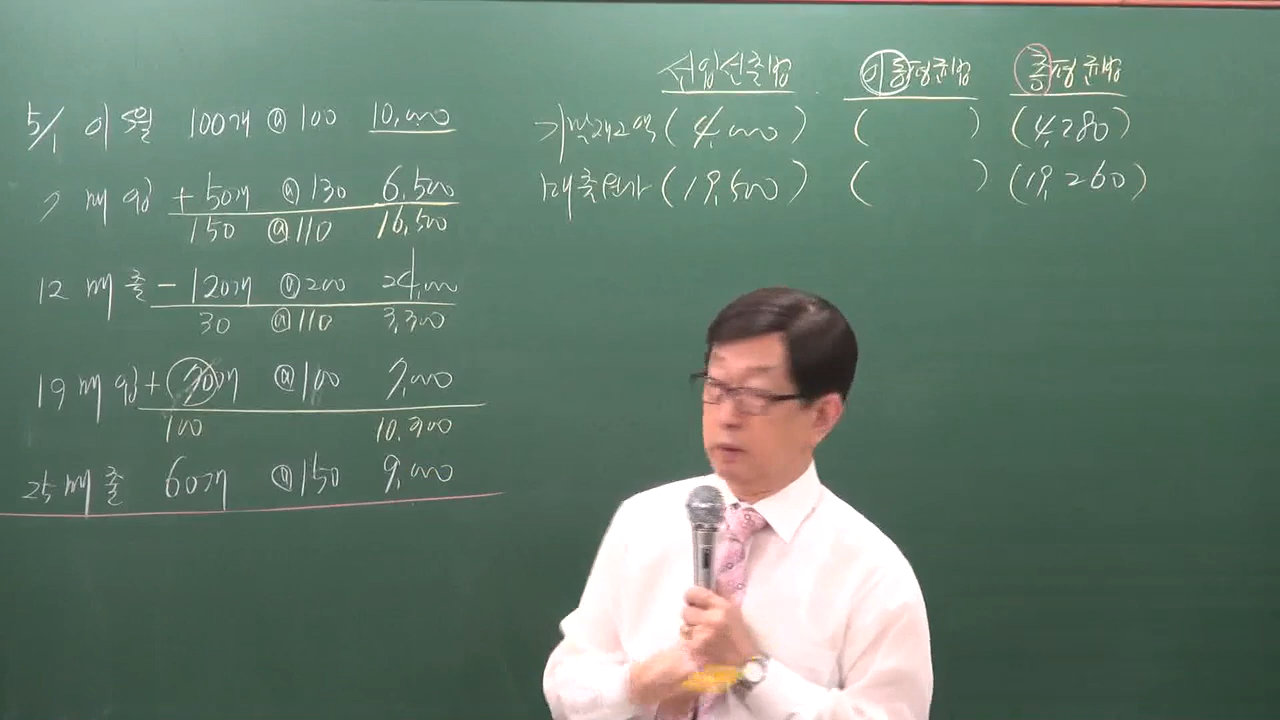 5/1 이월 100개 @100 10,000
7 매입 + 50개 @130 6,500
150 @110 16,500
12 매출 - 120개 @200 24,000
30 @110 3,300
19 매입 + 70개 @100 7,000
100 10,300
25 매출 60개 @150 9,000
선입선출법 이동평균법 총평균법
기말재고액 (4,000) ( ) (4,280)
매출원가 (19,500) ( ) (19,260)